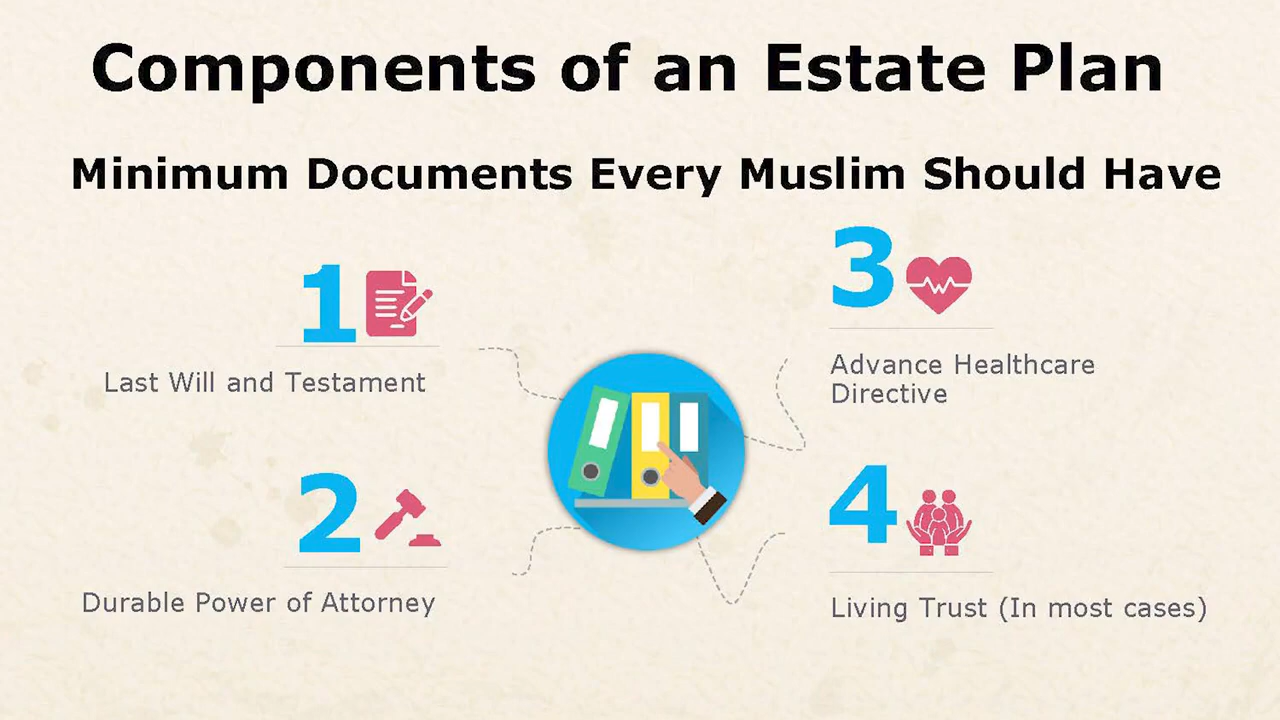 Components of an Estate Plan
Minimum Documents Every Muslim Should Have
1
Last Will and Testament
2
Durable Power of Attorney
3
Advance Healthcare
Directive
4
Living Trust (In most cases)